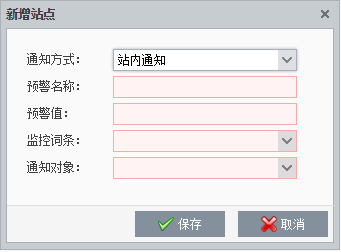 新增站点
通知方式： 站内通知
预警名称：
预警值：
监控词条：
通知对象：
保存 取消